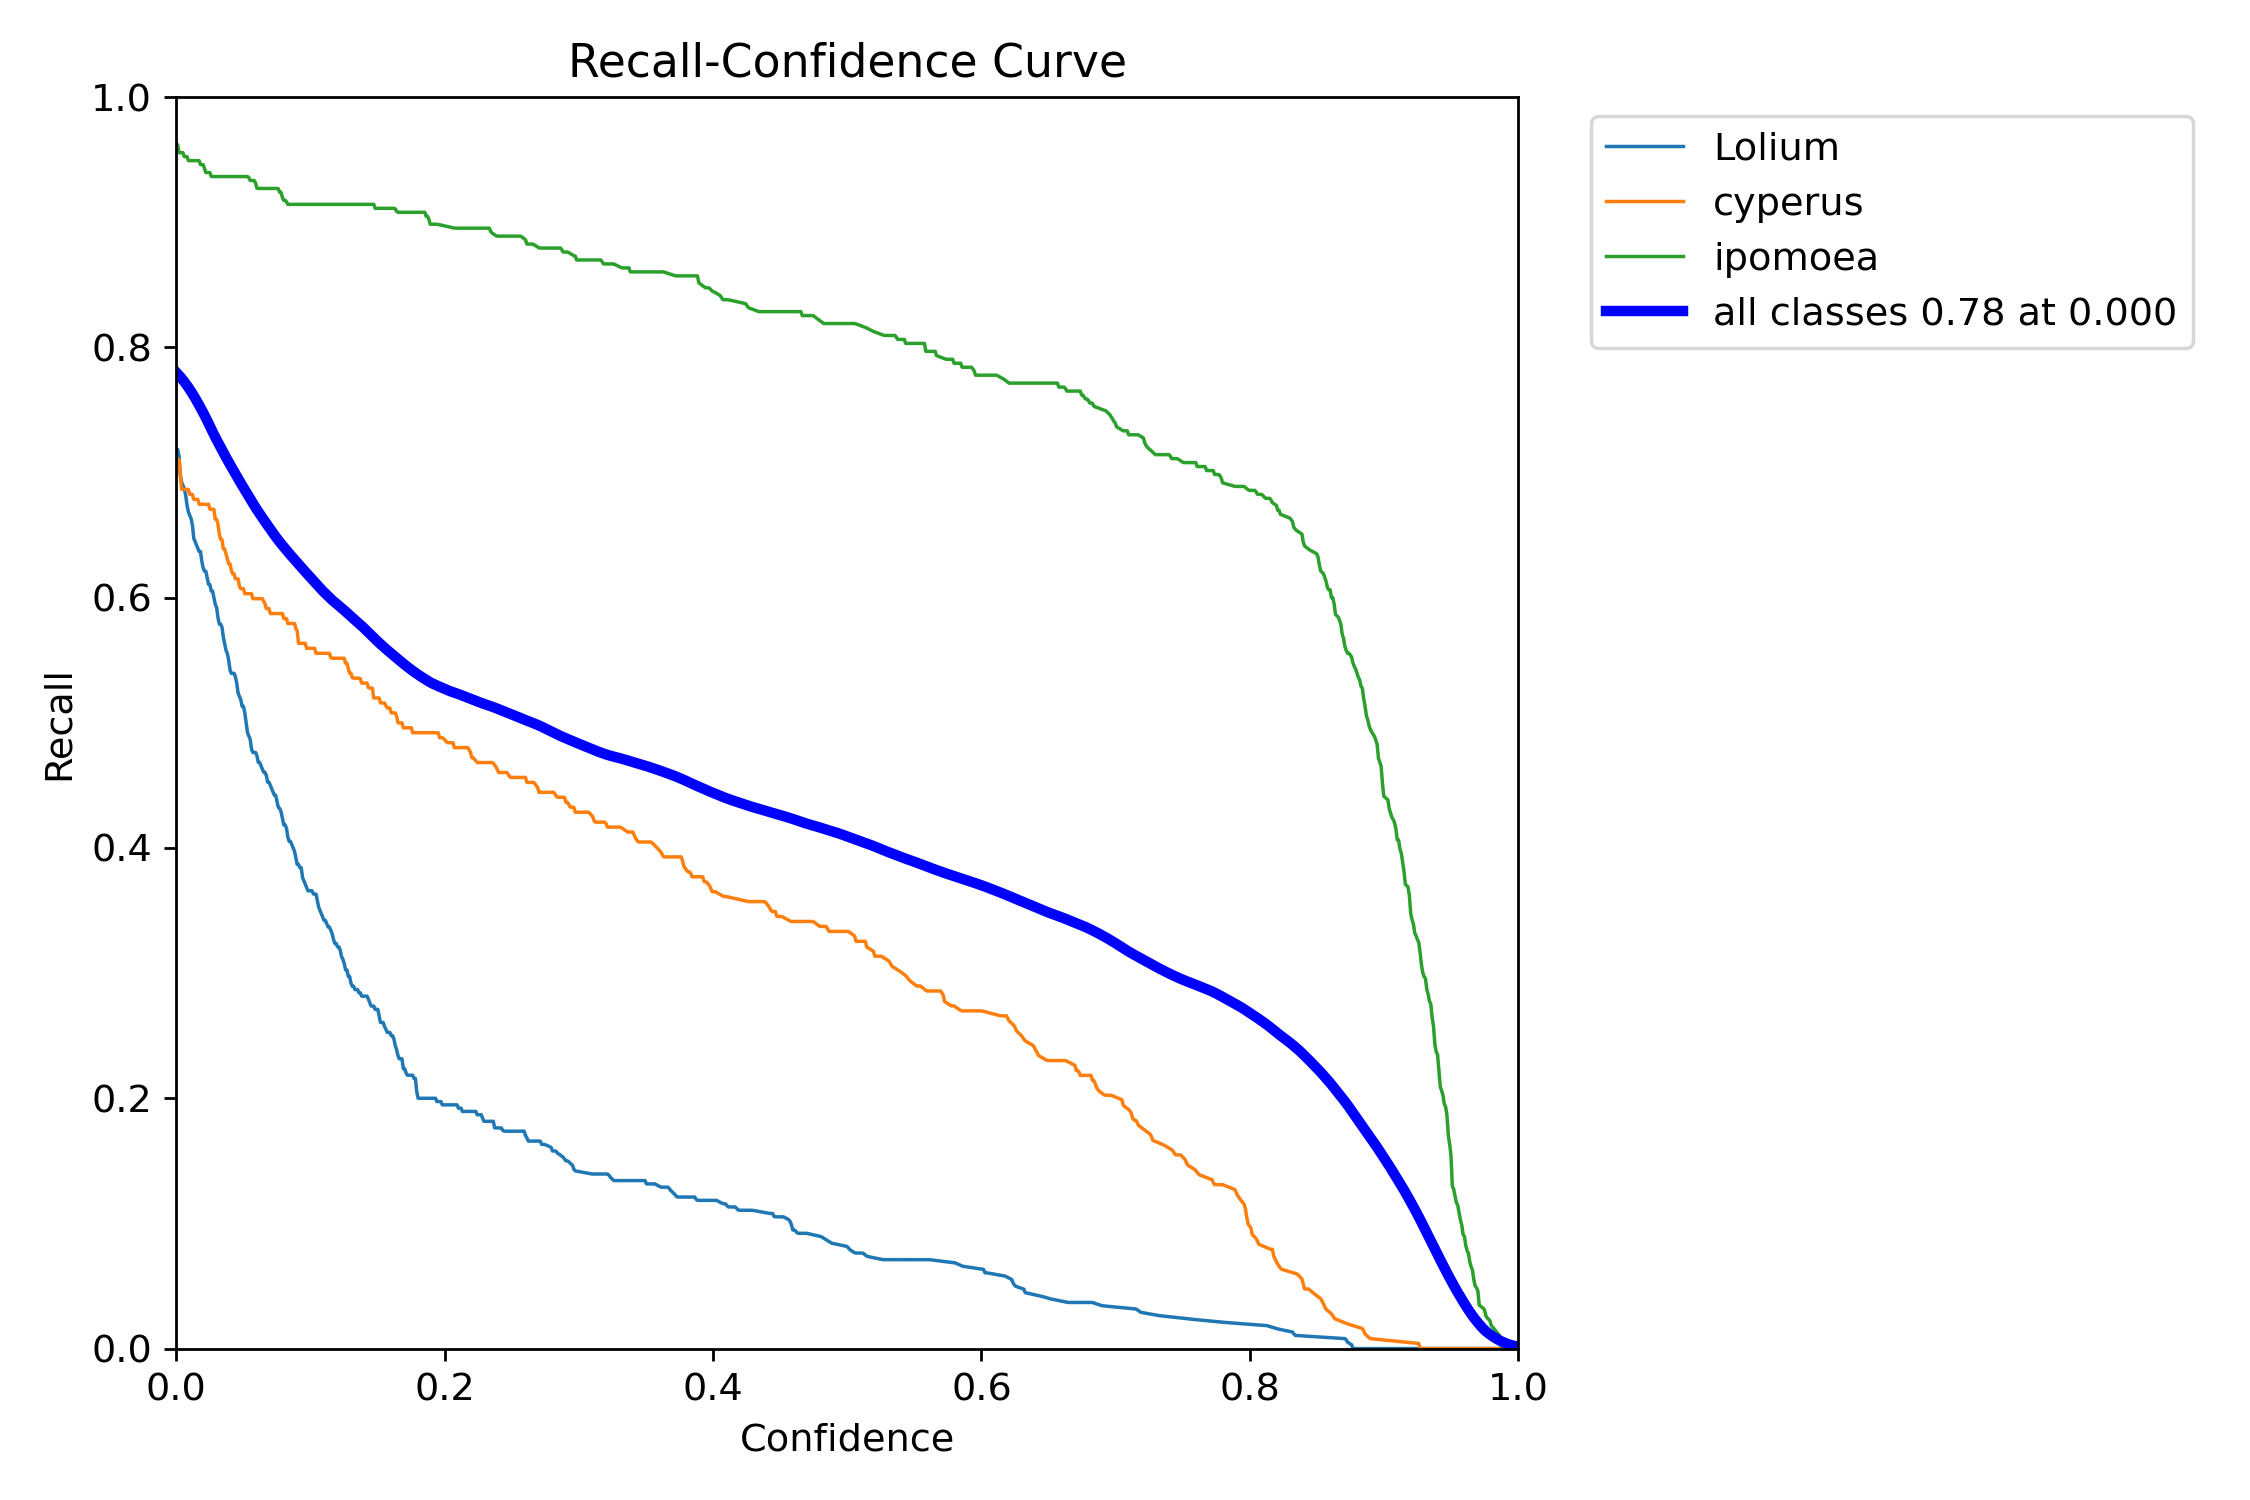 Recall-Confidence Curve
1.0
0.8
0.6
0.4
0.2
0.0
Recall
0.0 0.2 0.4 0.6 0.8 1.0
Confidence
Lolium
cyperus
ipomoea
all classes 0.78 at 0.000